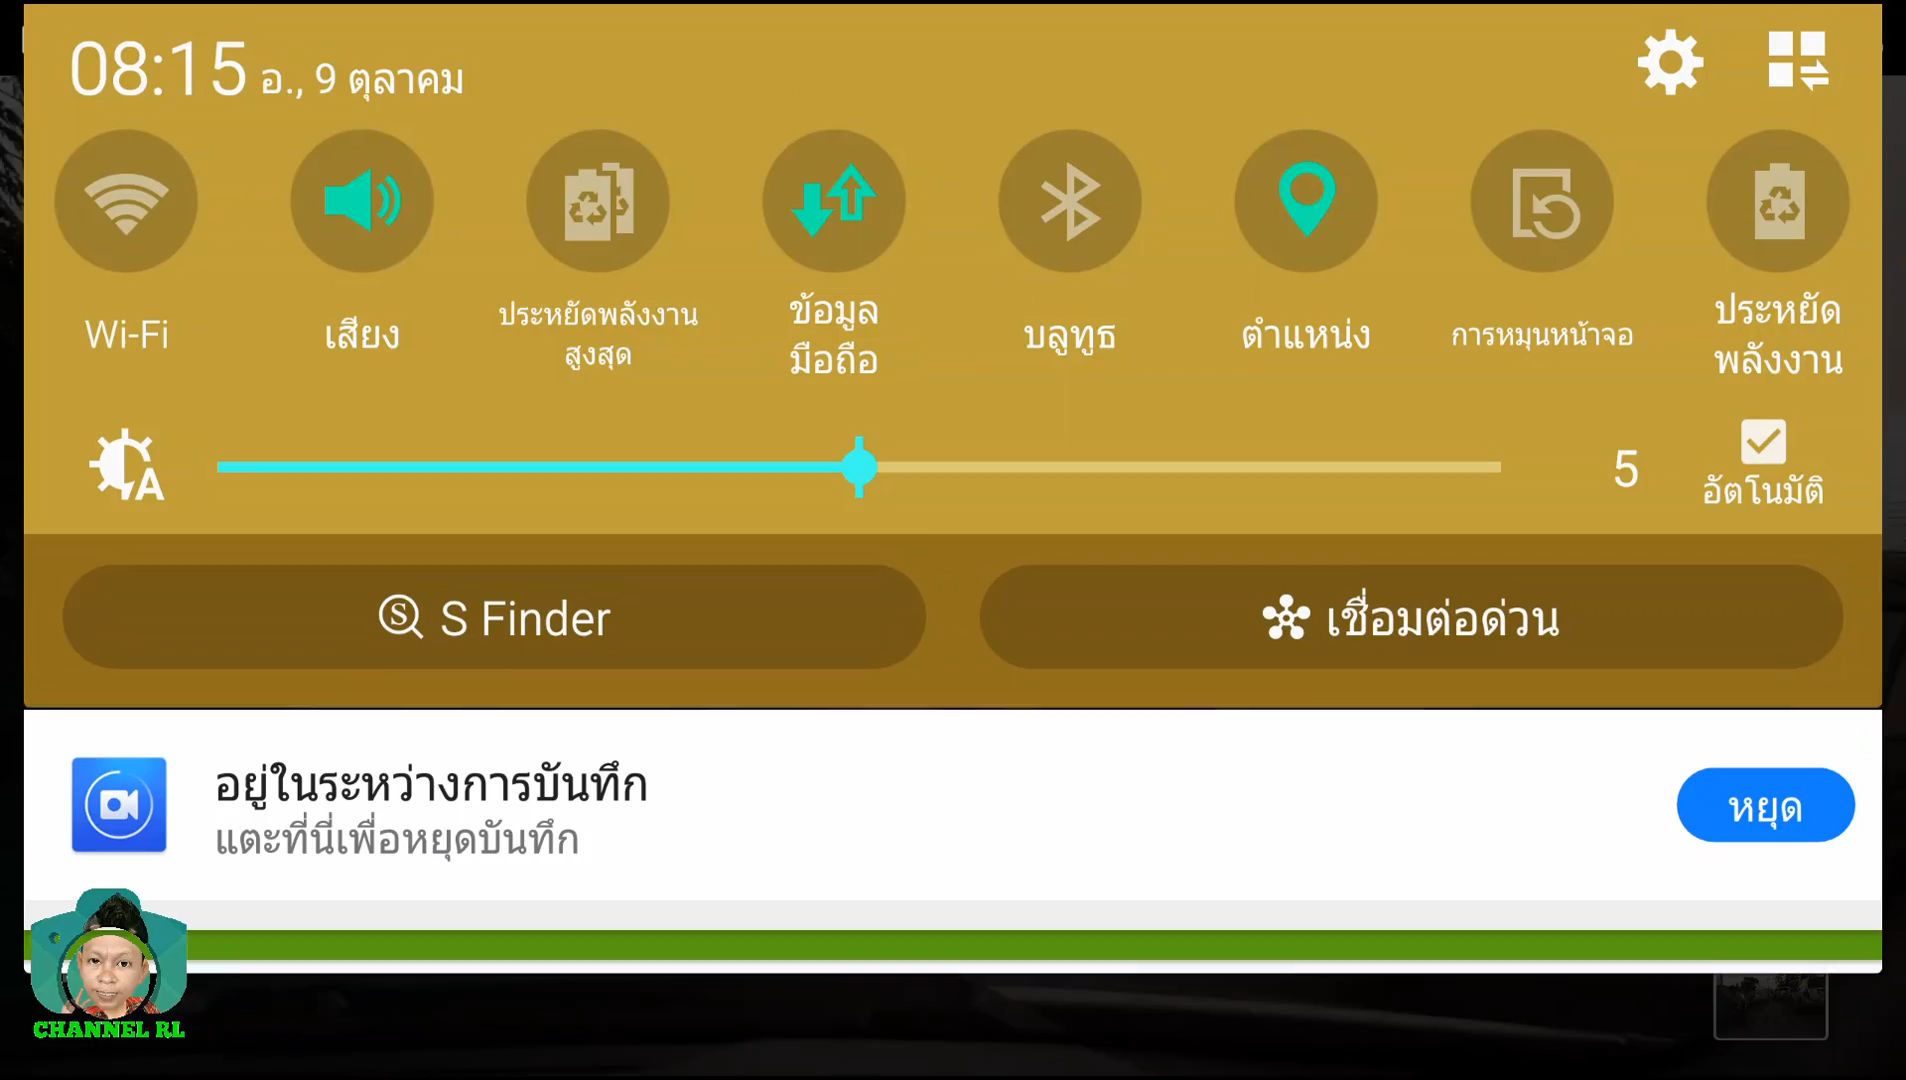 08:15 อ., 9 ตุลาคม
Wi-Fi
เสียง
ประหยัดพลังงาน
สูงสุด
ข้อมูล
มือถือ
บลูทูธ
ตำแหน่ง
การหมุนหน้าจอ
ประหยัด
พลังงาน
A
5
อัตโนมัติ
S S Finder
เชื่อมต่อด่วน
อยู่ในระหว่างการบันทึก
แตะที่นี่เพื่อหยุดบันทึก
หยุด
CHANNEL RL